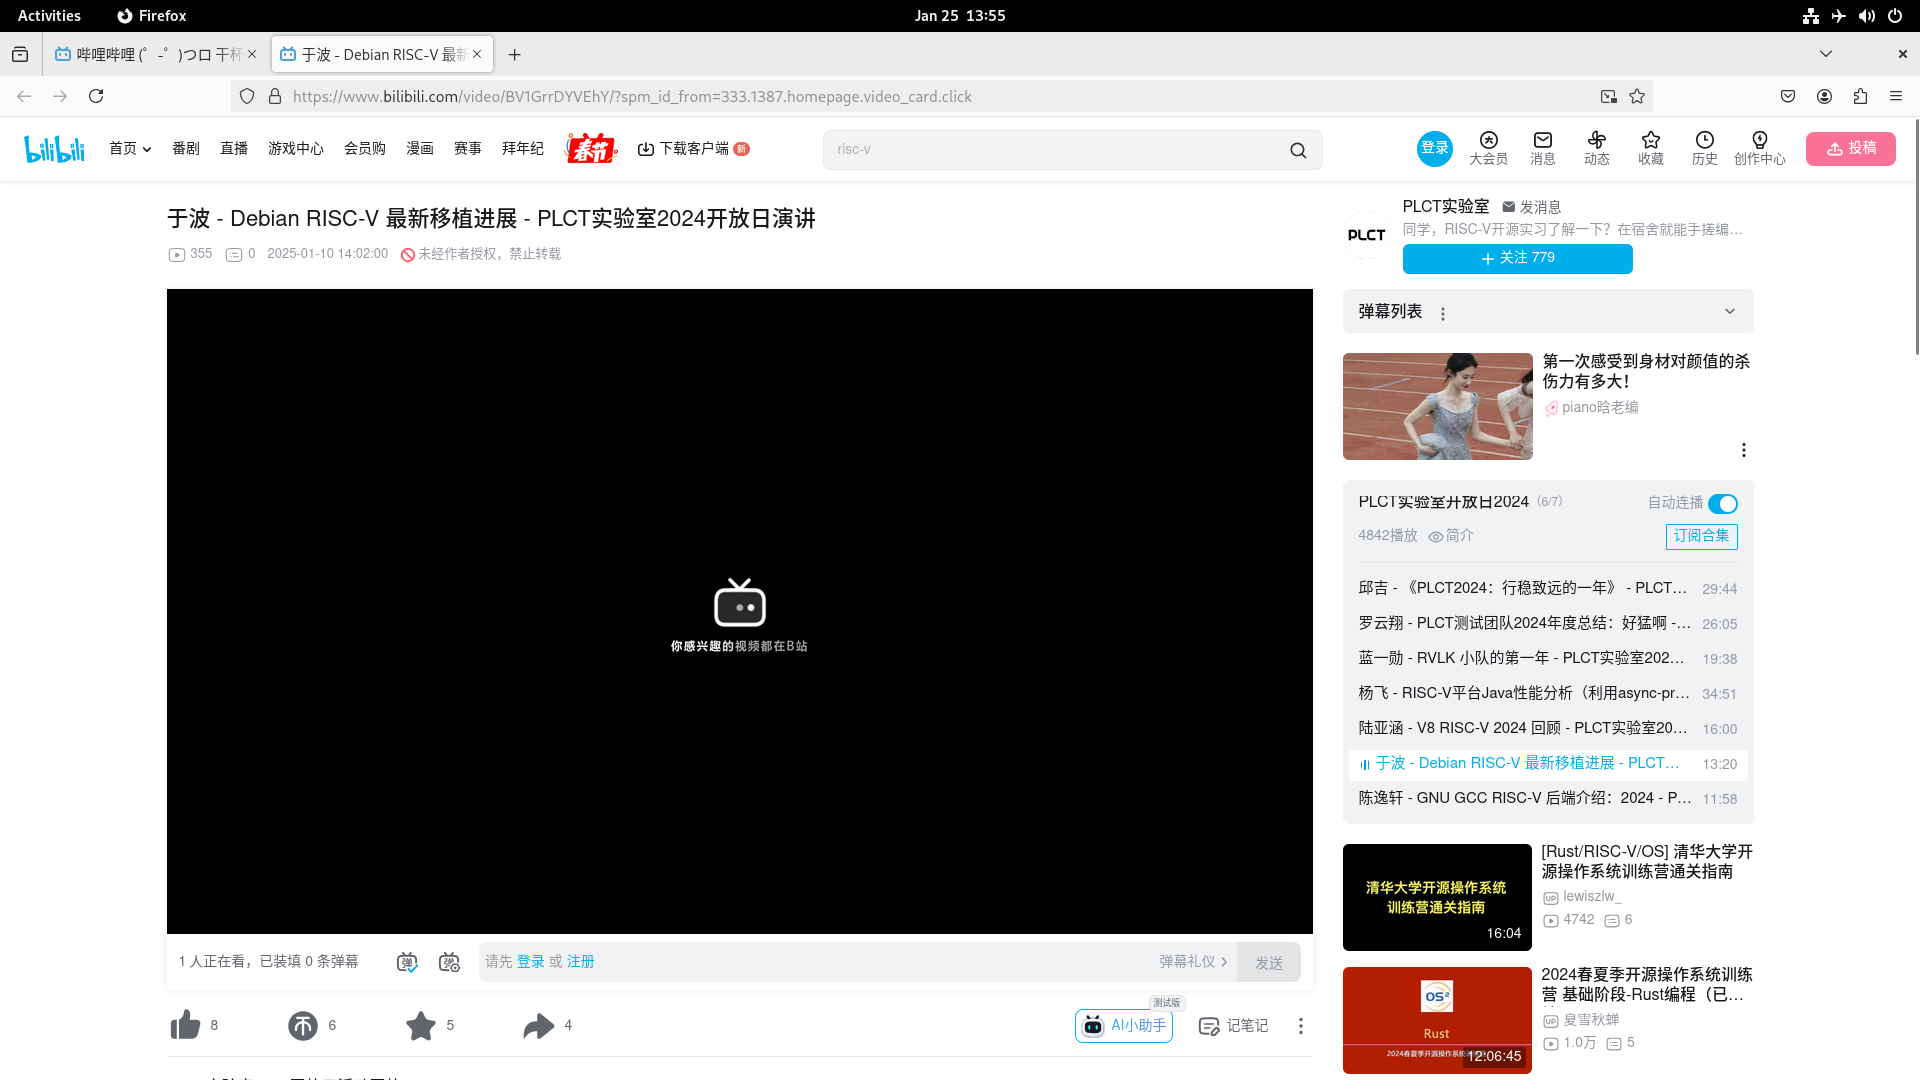 Activities
Firefox
Jan 25 13:55
哔哩哔哩 (゜-゜)つロ 干杯
于波 - Debian RISC-V 最新
https://www.bilibili.com/video/BV1GrrDYVEhY/?spm_id_from=333.1387.homepage.video_card.click
bilibili
首页
番剧
直播
游戏中心
会员购
漫画
赛事
拜年纪
春节
下载客户端
新
risc-v
登录
大会员
消息
动态
收藏
历史
创作中心
投稿
于波 - Debian RISC-V 最新移植进展 - PLCT实验室2024开放日演讲
355
0
2025-01-10 14:02:00
未经作者授权，禁止转载
你感兴趣的视频都在B站
1 人正在看，已装填 0 条弹幕
请先 登录 或 注册
弹幕礼仪
发送
8
6
5
4
测试版
AI小助手
记笔记
PLCT
PLCT实验室
发消息
同学，RISC-V开源实习了解一下？在宿舍就能手搓编…
关注 779
弹幕列表
第一次感受到身材对颜值的杀
伤力有多大！
piano晗老编
PLCT实验室开放日2024（6/7）
自动连播
4842播放
简介
订阅合集
邱吉 - 《PLCT2024：行稳致远的一年》 - PLCT… 29:44
罗云翔 - PLCT测试团队2024年度总结：好猛啊 -… 26:05
蓝一勋 - RVLK 小队的第一年 - PLCT实验室202… 19:38
杨飞 - RISC-V平台Java性能分析（利用async-pr… 34:51
陆亚涵 - V8 RISC-V 2024 回顾 - PLCT实验室20… 16:00
于波 - Debian RISC-V 最新移植进展 - PLCT… 13:20
陈逸轩 - GNU GCC RISC-V 后端介绍：2024 - P… 11:58
清华大学开源操作系统
训练营通关指南
16:04
[Rust/RISC-V/OS] 清华大学开
源操作系统训练营通关指南
UP lewiszlw_
4742
6
OS²
Rust
12:06:45
2024春夏季开源操作系统训练
营 基础阶段-Rust编程（已…
UP 夏雪秋蝉
1.0万
5